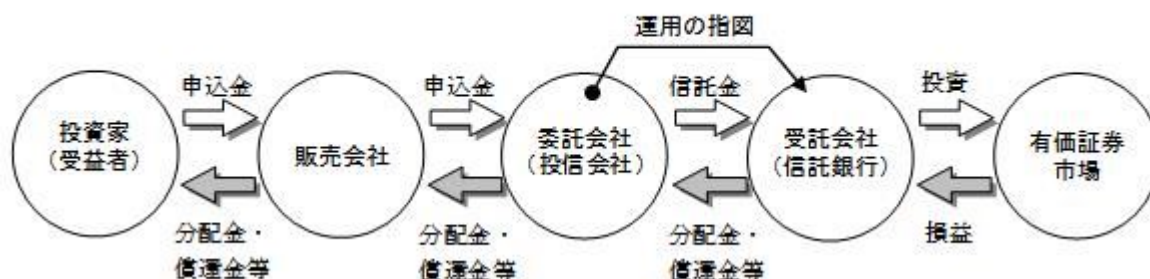 運用の指図
申込金
申込金
信託金
投資
投資家
(受益者)
販売会社
委託会社
(投信会社)
受託会社
(信託銀行)
有価証券
市場
分配金・
償還金等
分配金・
償還金等
分配金・
償還金等
損益